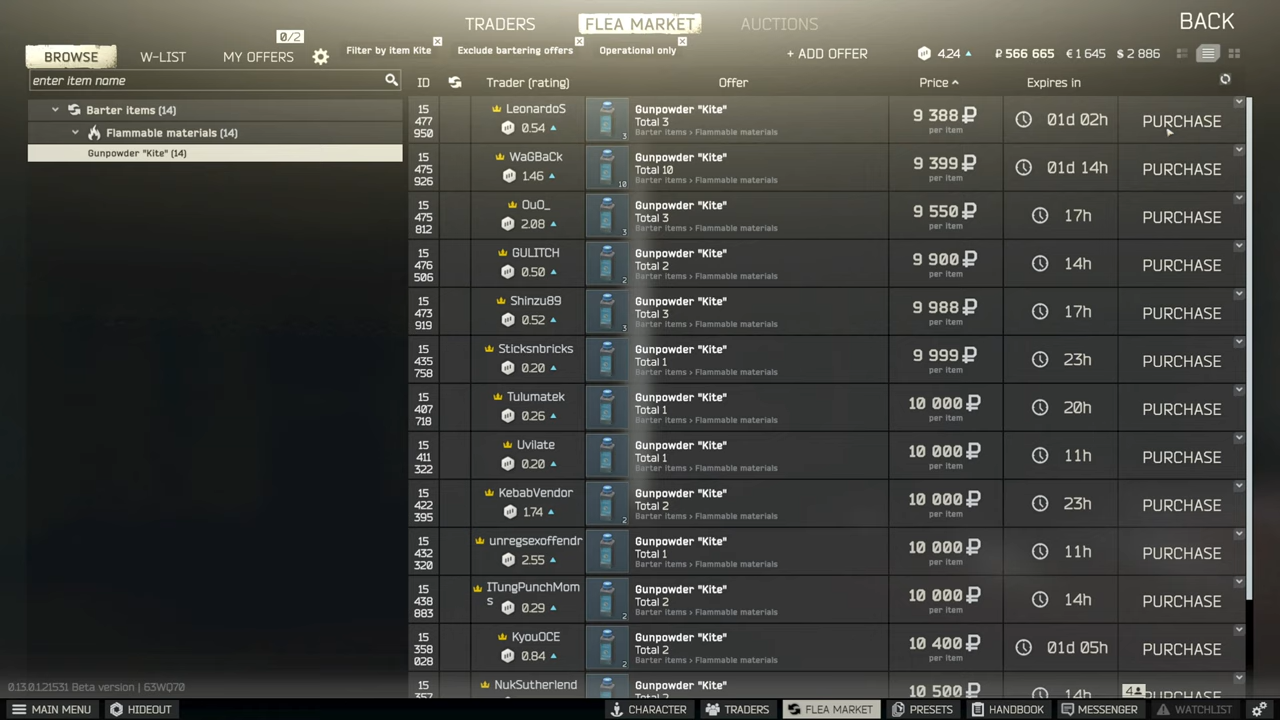 TRADERS FLEA MARKET AUCTIONS BACK
0/2
BROWSE W-LIST MY OFFERS Filter by item Kite Exclude bartering offers Operational only + ADD OFFER 4.24 ₽ 566 665 € 1 645 $ 2 886
enter item name
ID Trader (rating) Offer Price Expires in
Barter items (14)
Flammable materials (14)
Gunpowder "Kite" (14)
15 477 950 LeonardoS 0.54 3 Gunpowder "Kite" 9 388 ₽ 01d 02h PURCHASE
Total 3 per item
15 475 926 WaGBaCk 1.46 10 Gunpowder "Kite" 9 399 ₽ 01d 14h PURCHASE
Total 10 per item
Barter items > Flammable materials
15 475 812 OuO_ 2.08 3 Gunpowder "Kite" 9 550 ₽ 17h PURCHASE
Total 3 per item
Barter items > Flammable materials
15 476 506 GULITCH 0.50 2 Gunpowder "Kite" 9 900 ₽ 14h PURCHASE
Total 2 per item
Barter items > Flammable materials
15 473 919 Shinzu89 0.52 3 Gunpowder "Kite" 9 988 ₽ 17h PURCHASE
Total 3 per item
Barter items > Flammable materials
15 435 758 Sticksnbricks 0.20 Gunpowder "Kite" 9 999 ₽ 23h PURCHASE
Total 1 per item
Barter items > Flammable materials
15 407 718 Tulumatek 0.26 Gunpowder "Kite" 10 000 ₽ 20h PURCHASE
Total 1 per item
Barter items > Flammable materials
15 411 322 Uvilate 0.20 Gunpowder "Kite" 10 000 ₽ 11h PURCHASE
Total 1 per item
Barter items > Flammable materials
15 422 395 KebabVendor 1.74 2 Gunpowder "Kite" 10 000 ₽ 23h PURCHASE
Total 2 per item
Barter items > Flammable materials
15 432 320 unregsexoffendr 2.55 Gunpowder "Kite" 10 000 ₽ 11h PURCHASE
Total 1 per item
Barter items > Flammable materials
15 438 883 ITungPunchMoms 0.29 2 Gunpowder "Kite" 10 000 ₽ 14h PURCHASE
Total 2 per item
Barter items > Flammable materials
15 358 028 KyouOCE 0.84 2 Gunpowder "Kite" 10 400 ₽ 01d 05h PURCHASE
Total 2 per item
Barter items > Flammable materials
15 357 NukSutherlend Gunpowder "Kite" 10 500 ₽ 14h PURCHASE
0.13.0.1.21531 Beta version | 63WQ70
4
MAIN MENU HIDEOUT CHARACTER TRADERS FLEA MARKET PRESETS HANDBOOK MESSENGER WATCHLIST